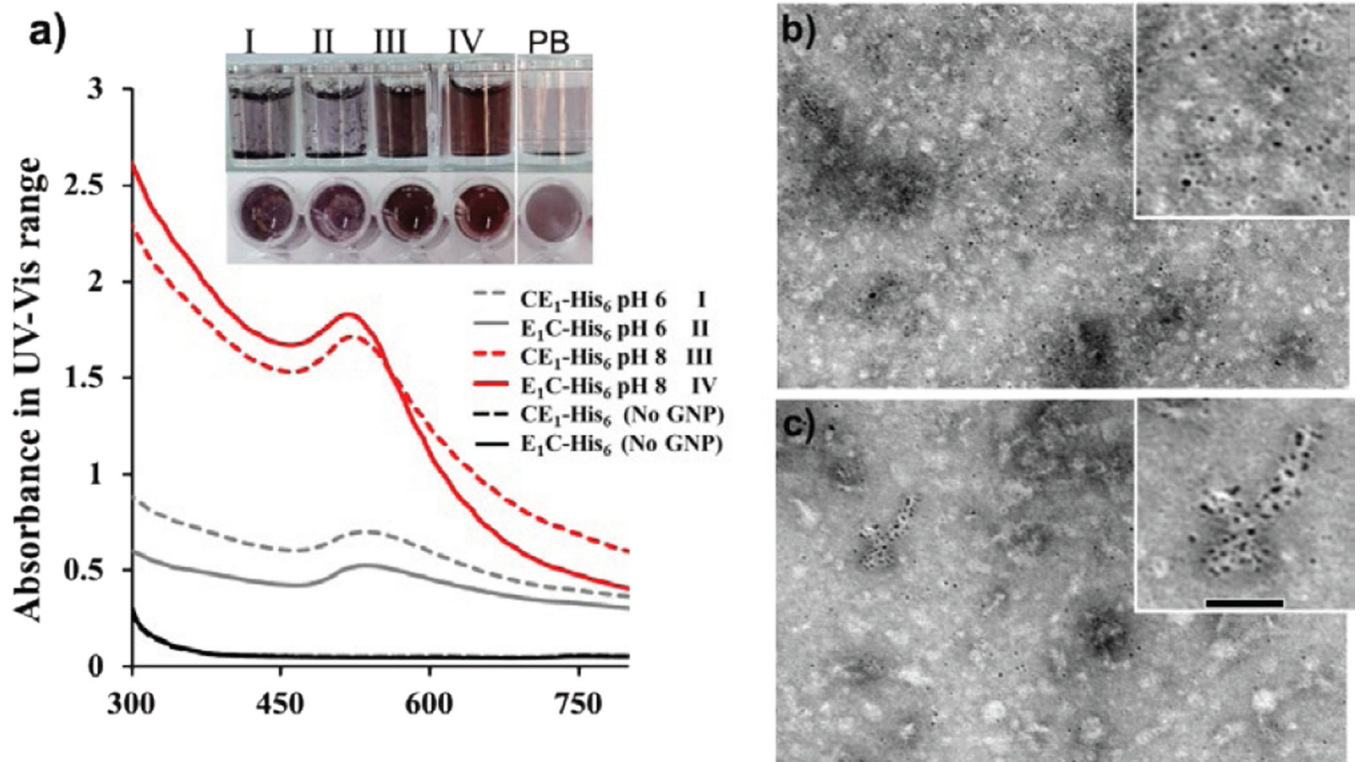 a)
I II III IV PB
Absorbance in UV-Vis range
3
2.5
2
1.5
1
0.5
0
300 450 600 750
CE₁-His₆ pH 6 I
E₁C-His₆ pH 6 II
CE₁-His₆ pH 8 III
E₁C-His₆ pH 8 IV
CE₁-His₆ (No GNP)
E₁C-His₆ (No GNP)
b)
c)